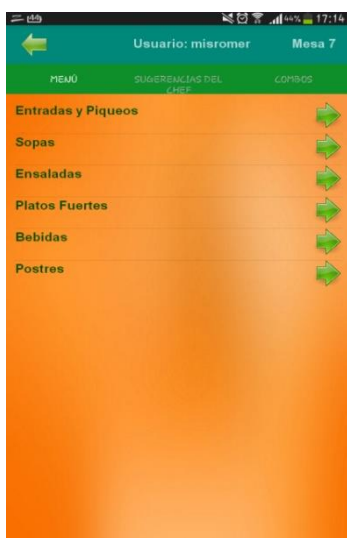 44% 17:14
Usuario: misromer Mesa 7
MENÚ SUGERENCIAS DEL CHEF COMBOS
Entradas y Piqueos
Sopas
Ensaladas
Platos Fuertes
Bebidas
Postres